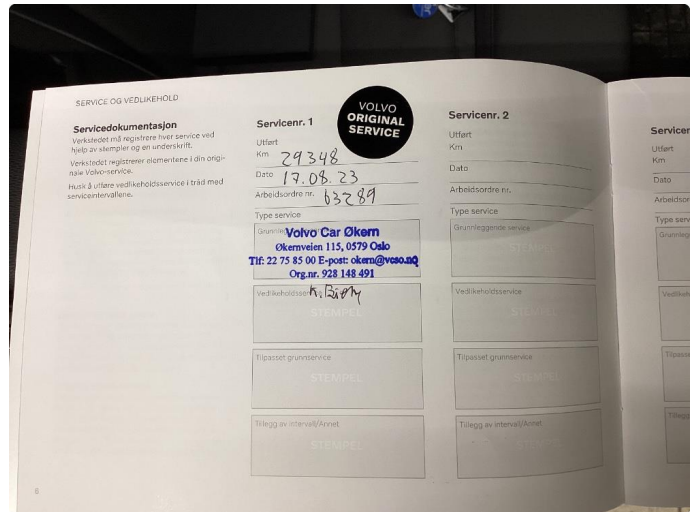 SERVICE OG VEDLIKEHOLD
Servicedokumentasjon
Verkstedet må registrere hver service ved
hjelp av stempler og en underskrift.
Verkstedet registrerer elementene i din origi-
nale Volvo-service.
Husk å utføre vedlikeholdsservice i tråd med
serviceintervallene.
Servicenr. 1
VOLVO
ORIGINAL
SERVICE
Utført
Km 29348
Dato 17.08.23
Arbeidsordre nr. 63289
Type service
Volvo Car Økern
Økernveien 115, 0579 Oslo
Tlf: 22 75 85 00 E-post: okern@vcso.no
Org.nr. 928 148 491
STEMPEL
Tilpasset grunnservice
STEMPEL
Tillegg av intervall/Annet
STEMPEL
Servicenr. 2
Utført
Km
Dato
Arbeidsordre nr.
Type service
Grunnleggende service
STEMPEL
Vedlikeholdsservice
STEMPEL
Tilpasset grunnservice
STEMPEL
Tillegg av intervall/Annet
STEMPEL
Servicer
Utført
Km
Dato
Arbeidsor
Type serv
Grunnleg
Vedlikeh
Tilpass
Tillegg
6